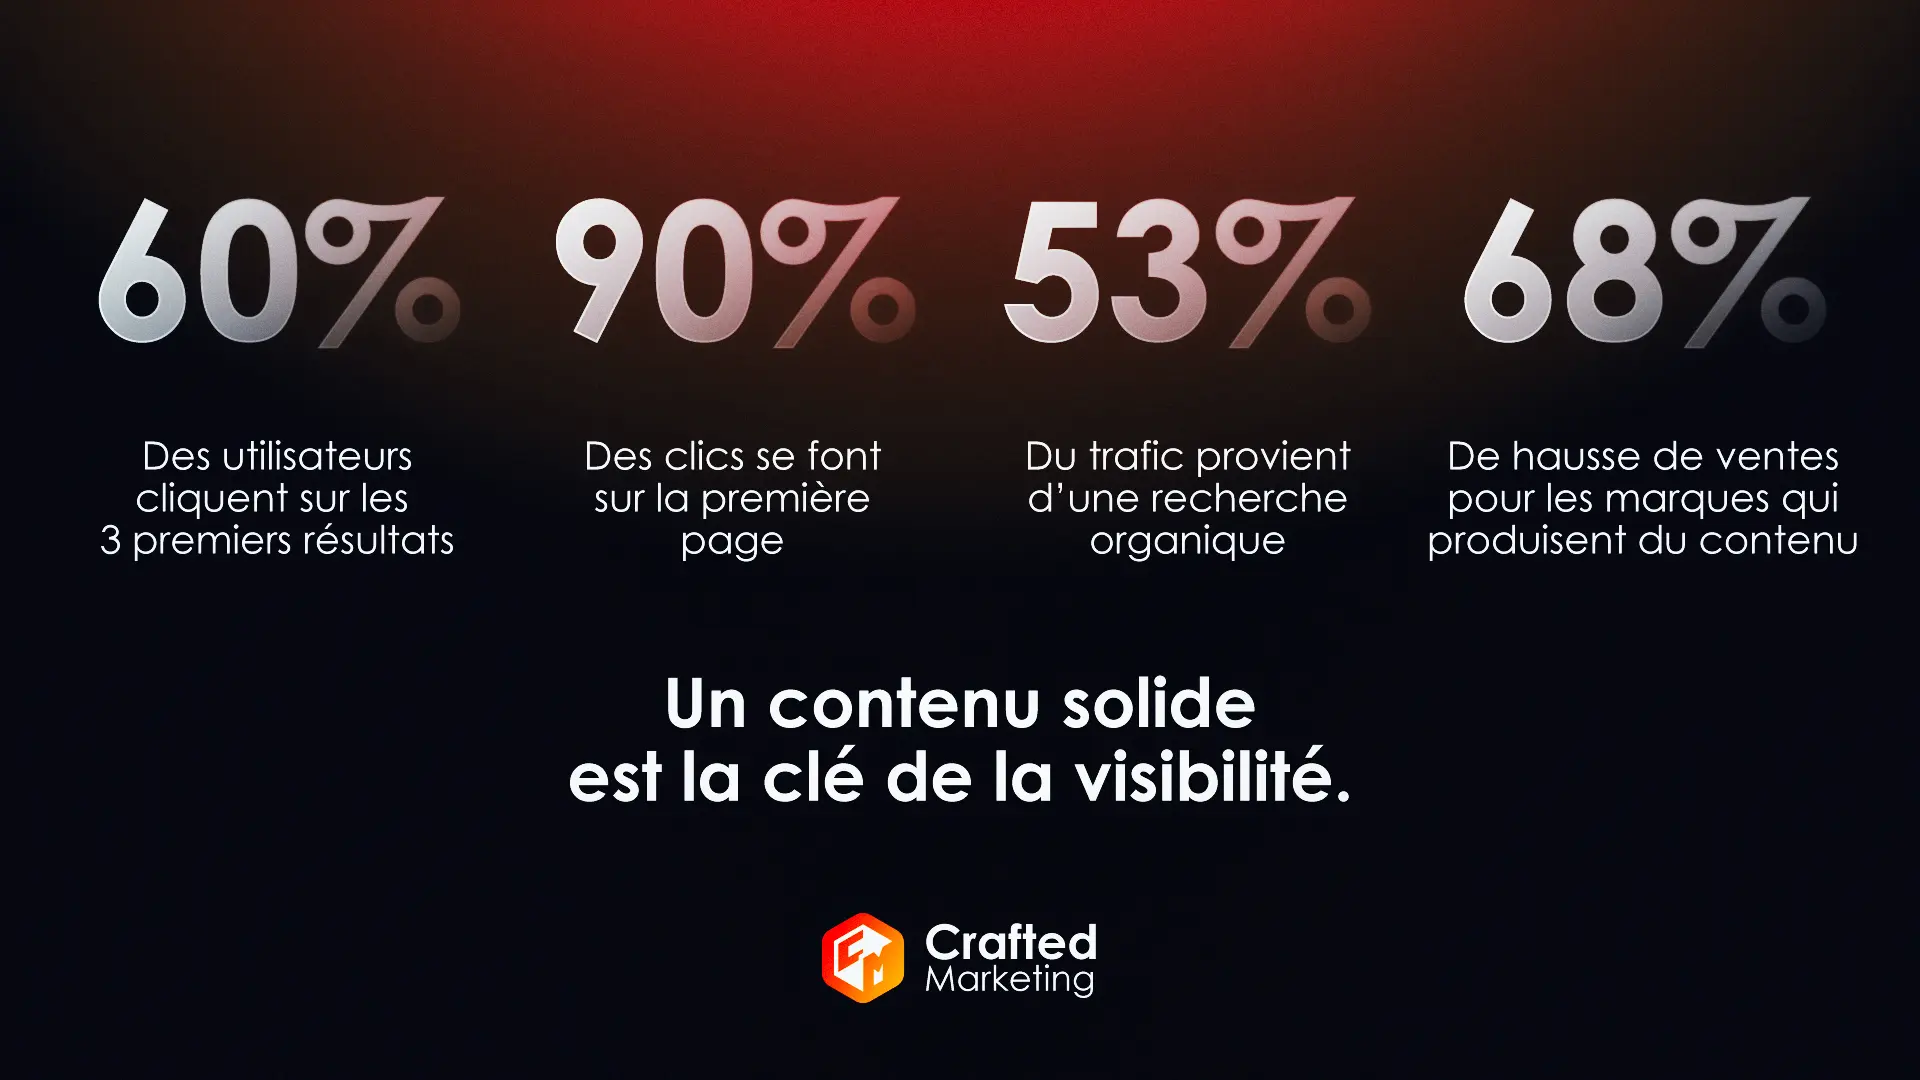 60%
Des utilisateurs
cliquent sur les
3 premiers résultats
90%
Des clics se font
sur la première
page
53%
Du trafic provient
d’une recherche
organique
68%
De hausse de ventes
pour les marques qui
produisent du contenu
Un contenu solide
est la clé de la visibilité.
CM
Crafted
Marketing